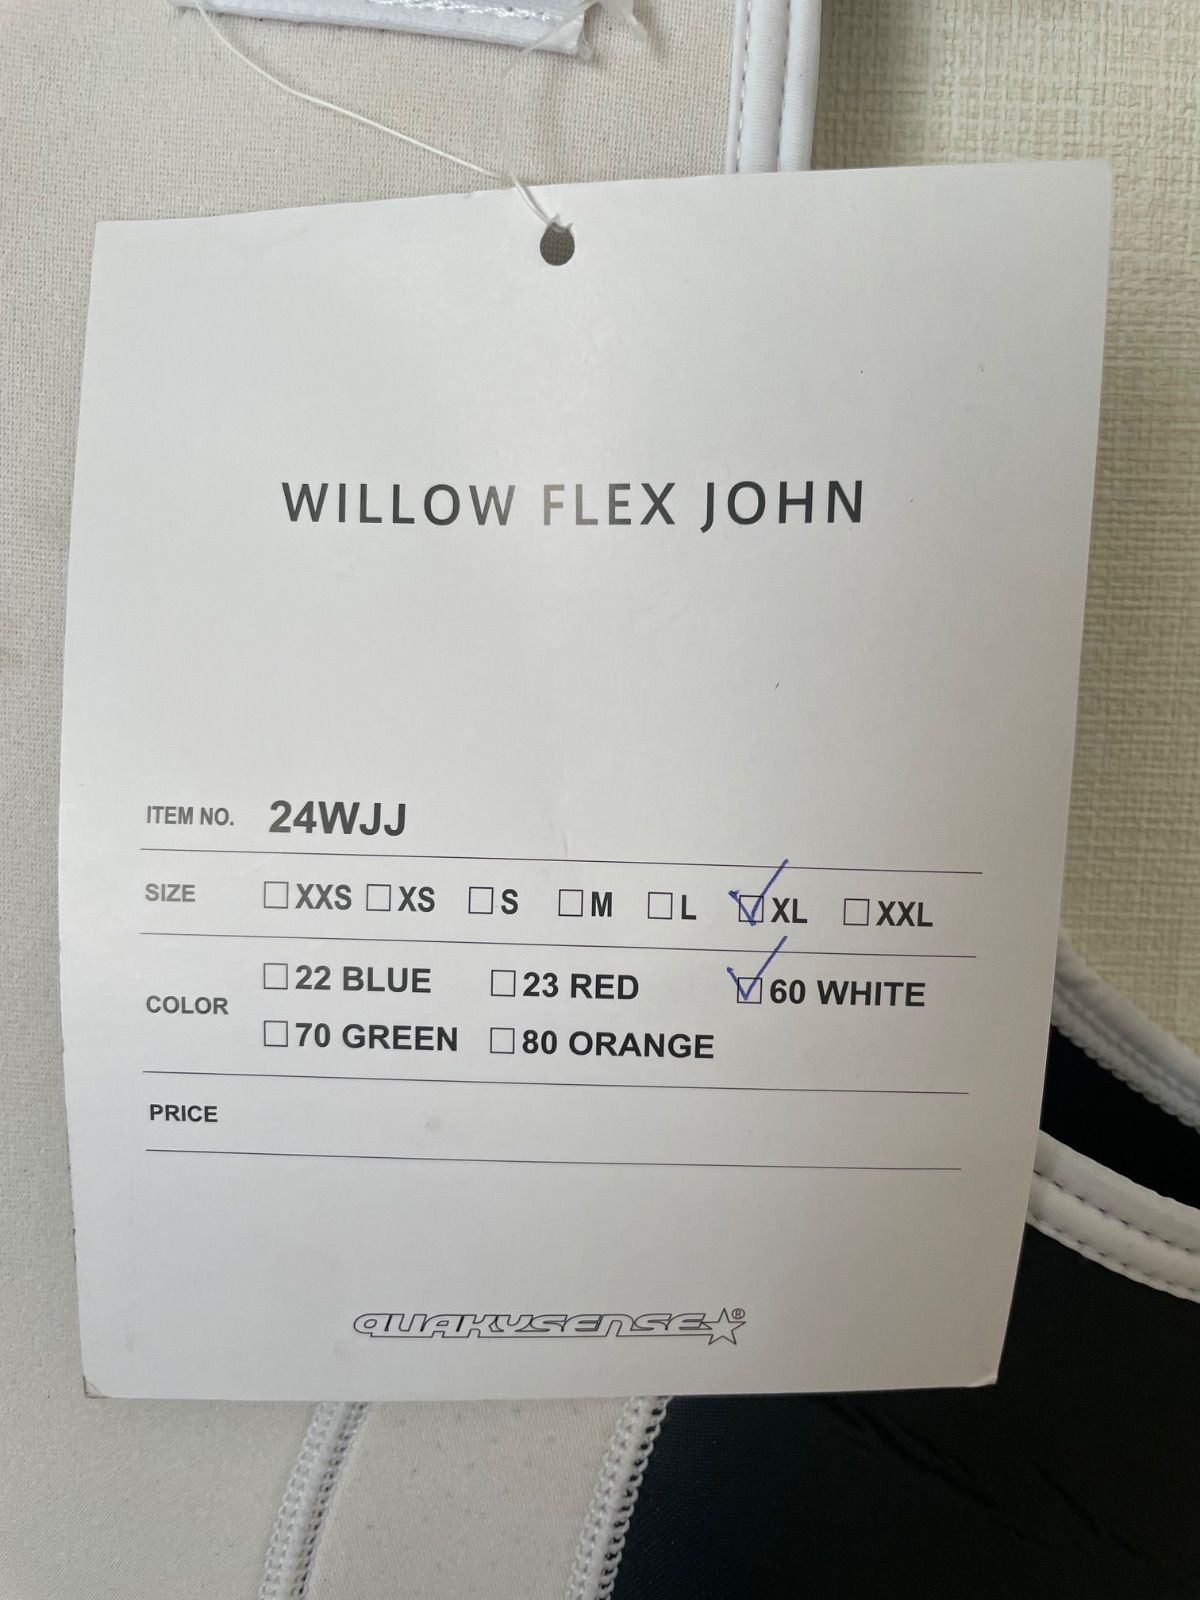 WILLOW FLEX JOHN
ITEM NO. 24WJJ
SIZE ☐XXS ☐XS ☐S ☐M ☐L ☑XL ☐XXL
COLOR ☐22 BLUE ☐23 RED ☑60 WHITE
☐70 GREEN ☐80 ORANGE
PRICE
QUAKYSENSE®